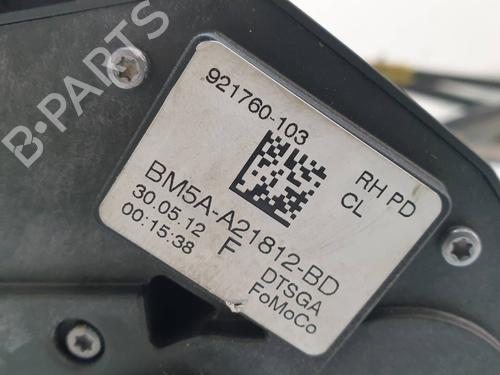 B-PARTS
921760-103
RH PD
CL
BM5A-A21812-BD
30.05.12 F DTSGA
00:15:38 FoMoCo